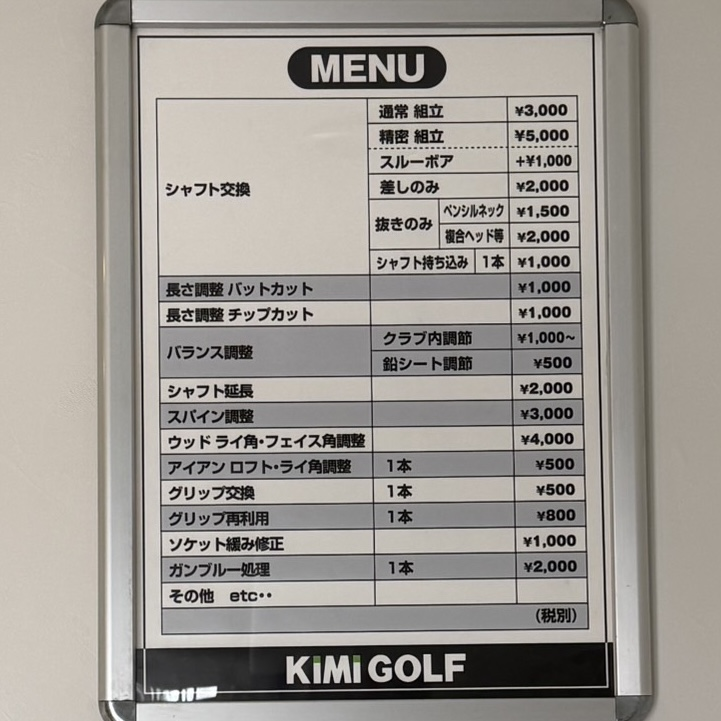 MENU
シャフト交換
通常 組立 ¥3,000
精密 組立 ¥5,000
スルーボア +¥1,000
差しのみ ¥2,000
抜きのみ ペンシルネック ¥1,500
複合ヘッド等 ¥2,000
シャフト持ち込み 1本 ¥1,000
長さ調整 バットカット ¥1,000
長さ調整 チップカット ¥1,000
バランス調整 クラブ内調節 ¥1,000~
鉛シート調節 ¥500
シャフト延長 ¥2,000
スパイン調整 ¥3,000
ウッド ライ角・フェイス角調整 ¥4,000
アイアン ロフト・ライ角調整 1本 ¥500
グリップ交換 1本 ¥500
グリップ再利用 1本 ¥800
ソケット緩み修正 ¥1,000
ガンブルー処理 1本 ¥2,000
その他 etc・・
(税別)
KiMi GOLF